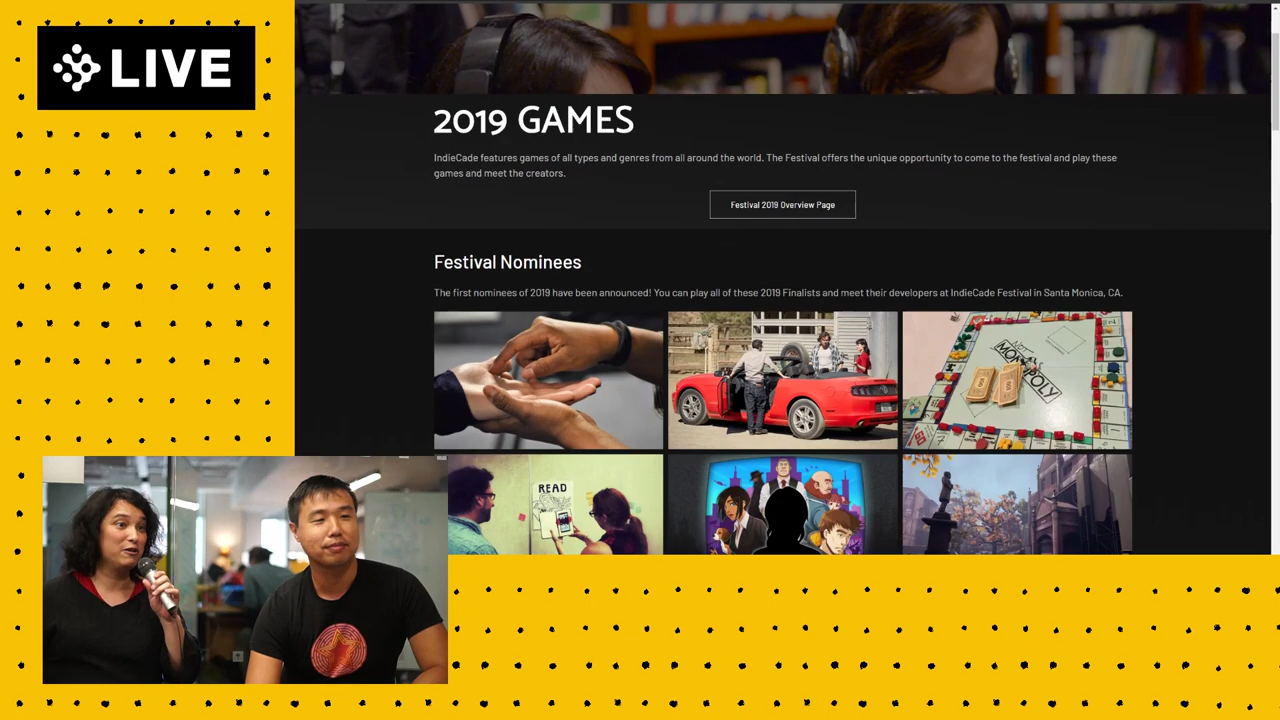 LIVE
2019 GAMES
IndieCade features games of all types and genres from all around the world. The Festival offers the unique opportunity to come to the festival and play these
games and meet the creators.
Festival 2019 Overview Page
Festival Nominees
The first nominees of 2019 have been announced! You can play all of these 2019 Finalists and meet their developers at IndieCade Festival in Santa Monica, CA.
NOT
MONOPOLY
READ